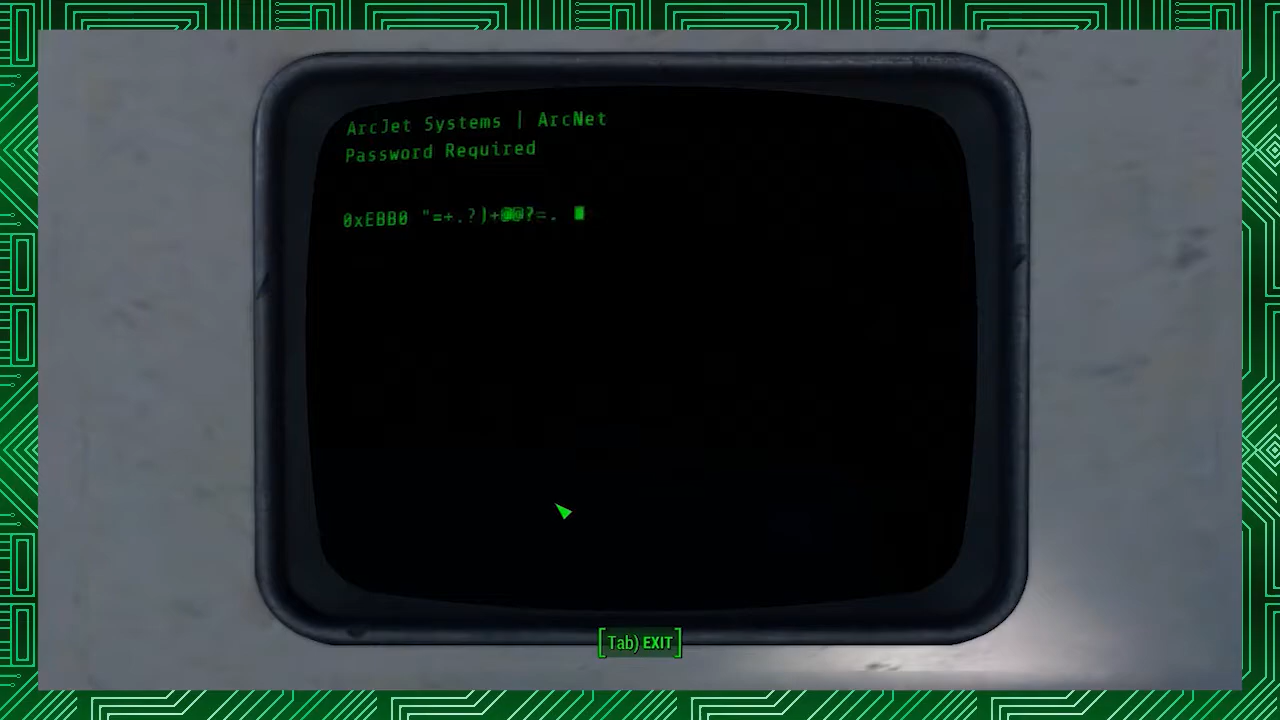 ArcJet Systems | ArcNet
Password Required
0xEBB0 "=+.?)+@@?=.
[Tab) EXIT]